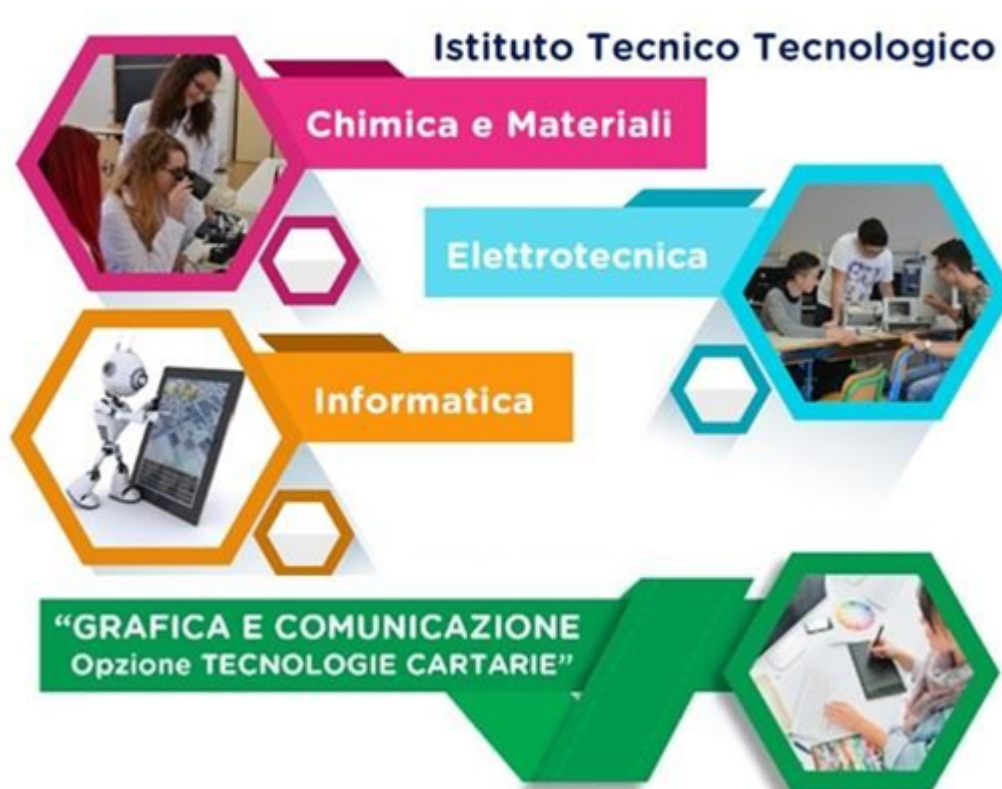 Istituto Tecnico Tecnologico
Chimica e Materiali
Elettrotecnica
Informatica
“GRAFICA E COMUNICAZIONE
Opzione TECNOLOGIE CARTARIE”